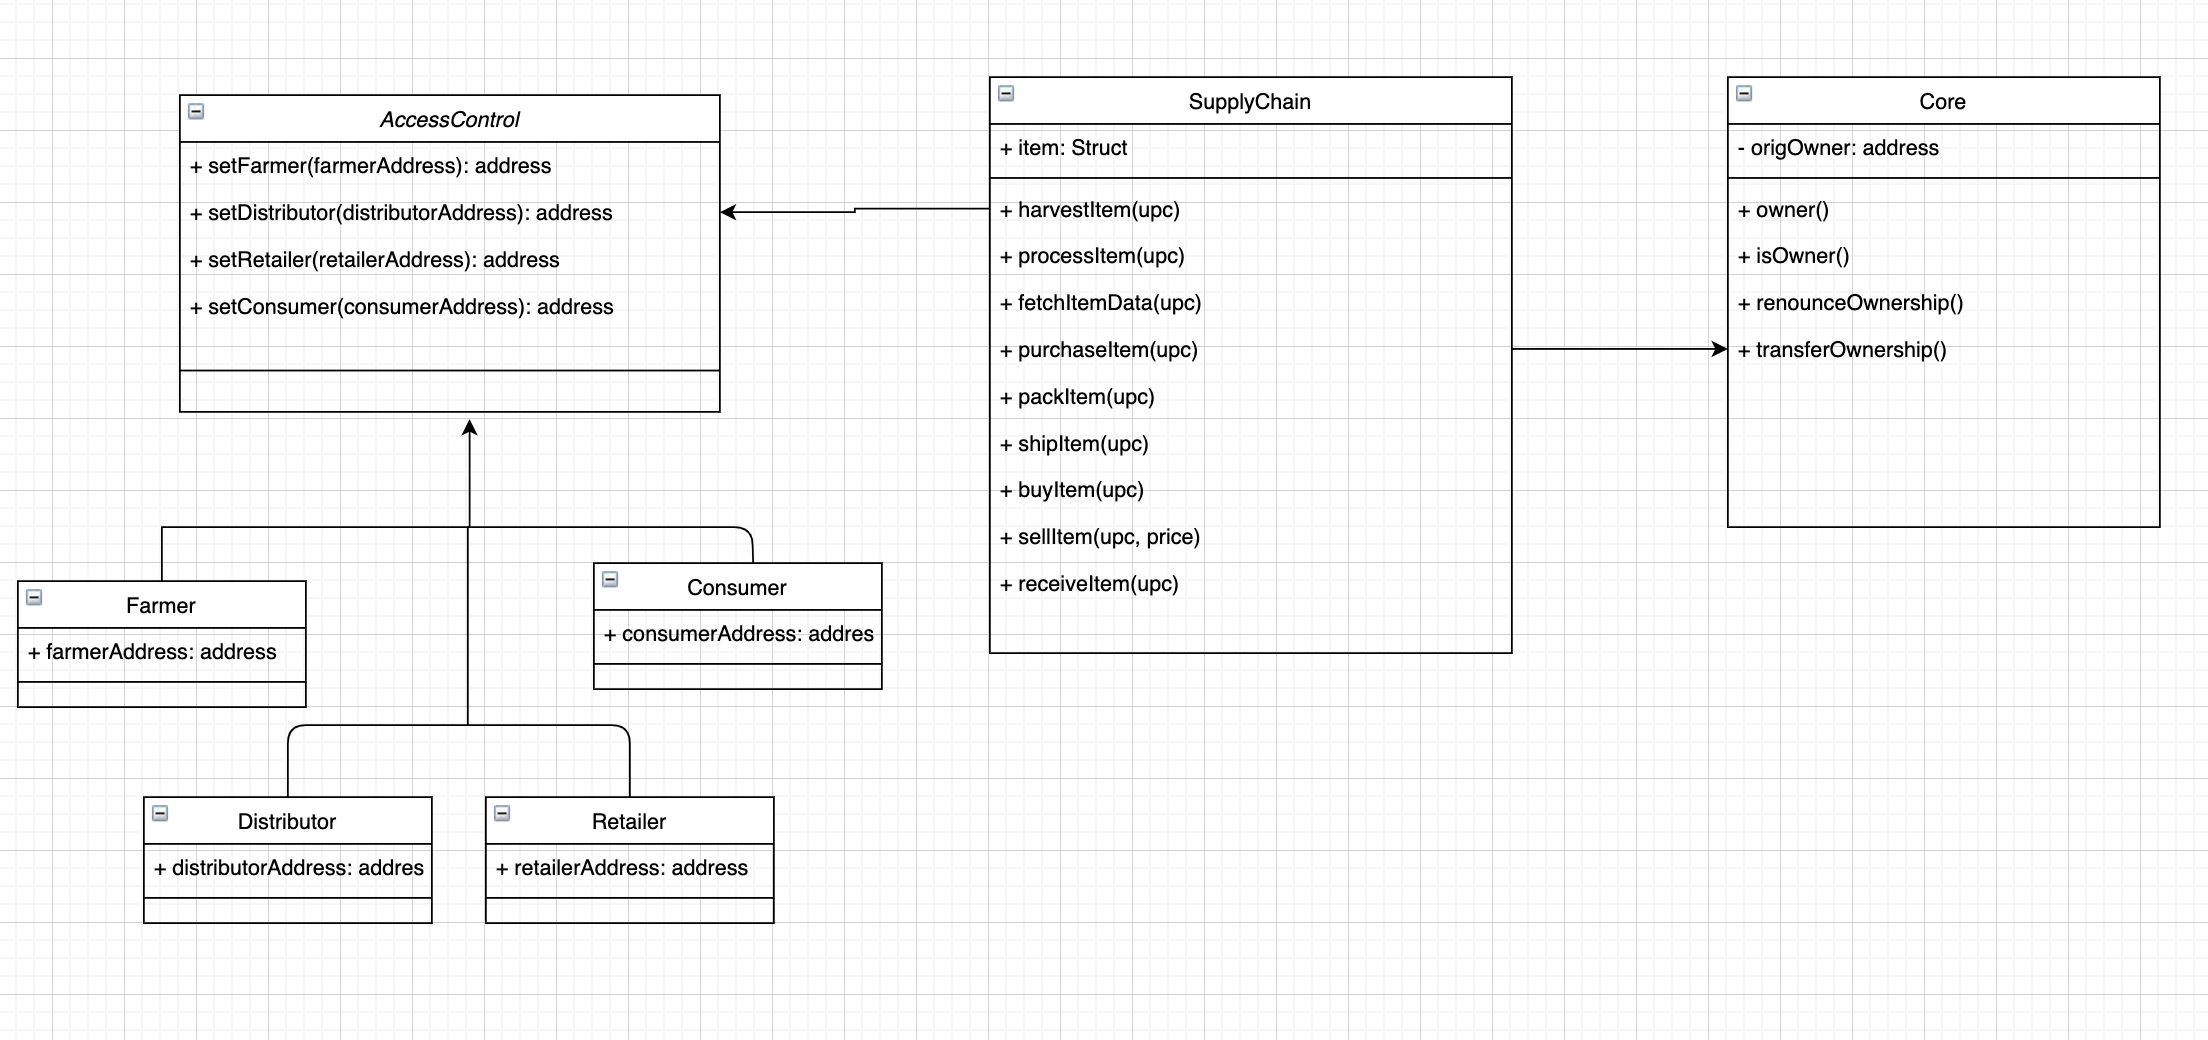 AccessControl
+ setFarmer(farmerAddress): address
+ setDistributor(distributorAddress): address
+ setRetailer(retailerAddress): address
+ setConsumer(consumerAddress): address
SupplyChain
+ item: Struct
+ harvestItem(upc)
+ processItem(upc)
+ fetchItemData(upc)
+ purchaseItem(upc)
+ packItem(upc)
+ shipItem(upc)
+ buyItem(upc)
+ sellItem(upc, price)
+ receiveItem(upc)
Core
- origOwner: address
+ owner()
+ isOwner()
+ renounceOwnership()
+ transferOwnership()
Farmer
+ farmerAddress: address
Consumer
+ consumerAddress: addres
Distributor
+ distributorAddress: addres
Retailer
+ retailerAddress: address